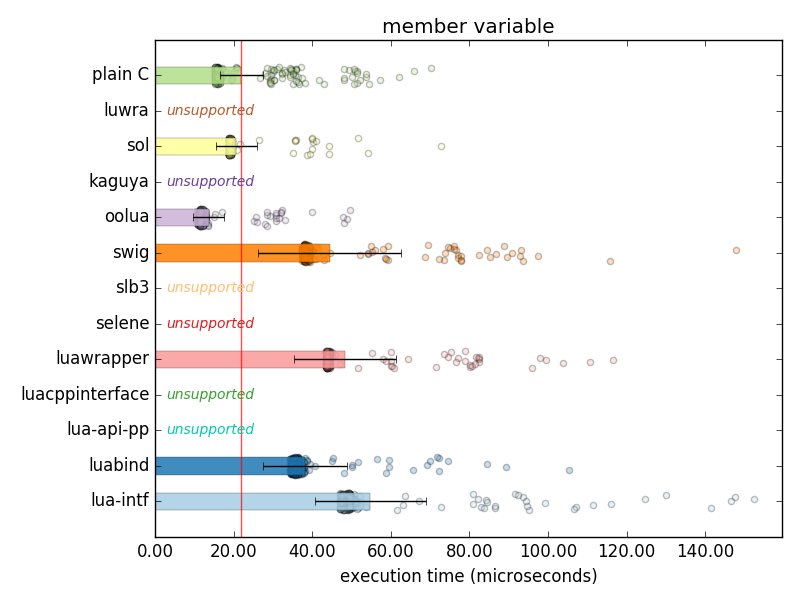 member variable
plain C
luwra unsupported
sol
kaguya unsupported
oolua
swig
slb3 unsupported
selene unsupported
luawrapper
luacppinterface unsupported
lua-api-pp unsupported
luabind
lua-intf
0.00 20.00 40.00 60.00 80.00 100.00 120.00 140.00
execution time (microseconds)